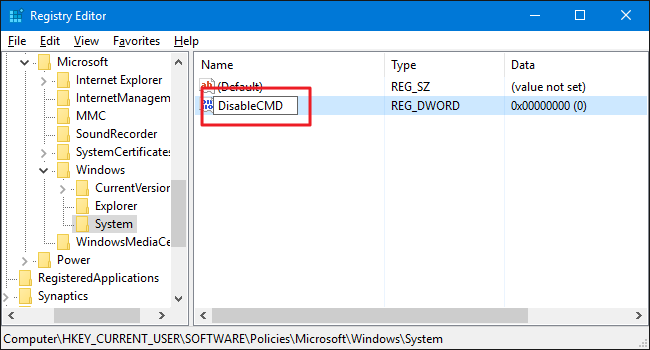 Registry Editor
File Edit View Favorites Help
Microsoft
Internet Explorer
InternetManagem
MMC
SoundRecorder
SystemCertificates
Windows
CurrentVersion
Explorer
System
WindowsMediaCe
Power
RegisteredApplications
Synaptics
Name Type Data
ab (Default) REG_SZ (value not set)
DisableCMD REG_DWORD 0x00000000 (0)
Computer\HKEY_CURRENT_USER\SOFTWARE\Policies\Microsoft\Windows\System